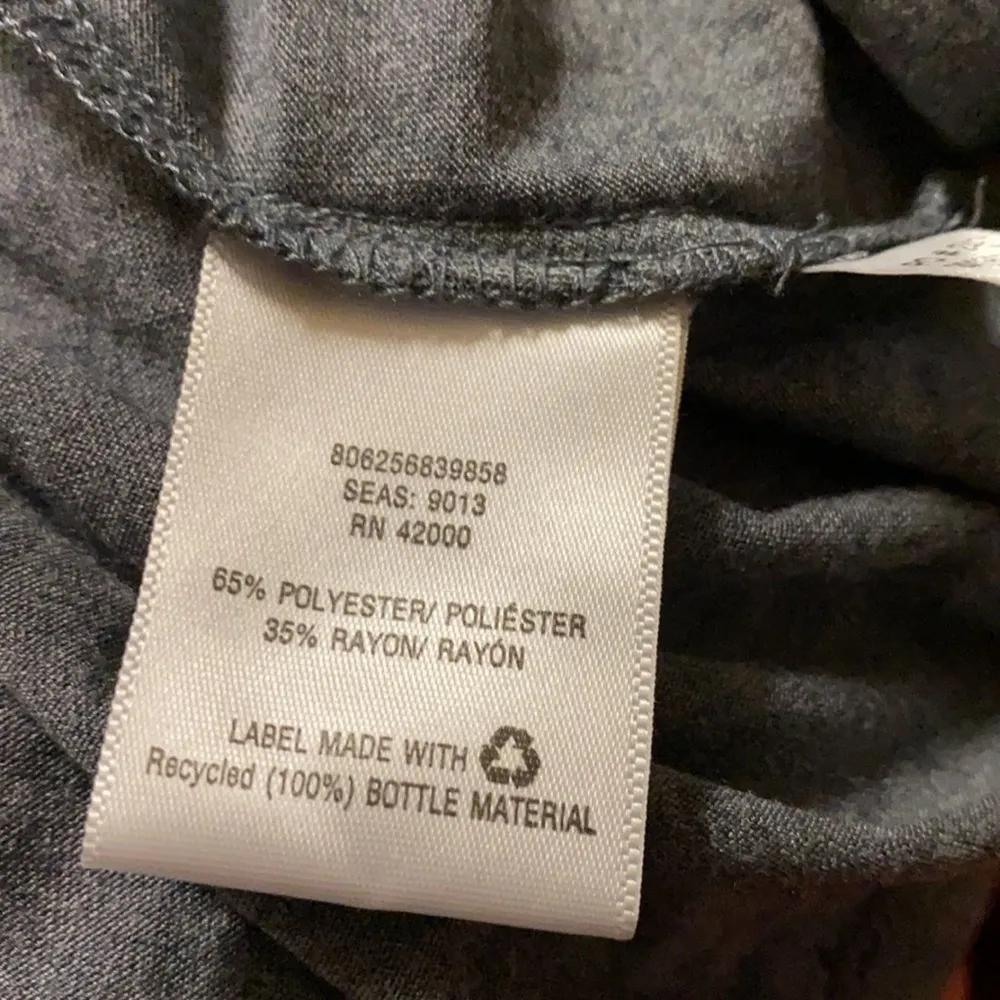 806256839858
SEAS: 9013
RN 42000
65% POLYESTER/ POLIÉSTER
35% RAYON/ RAYÓN
LABEL MADE WITH
Recycled (100%) BOTTLE MATERIAL